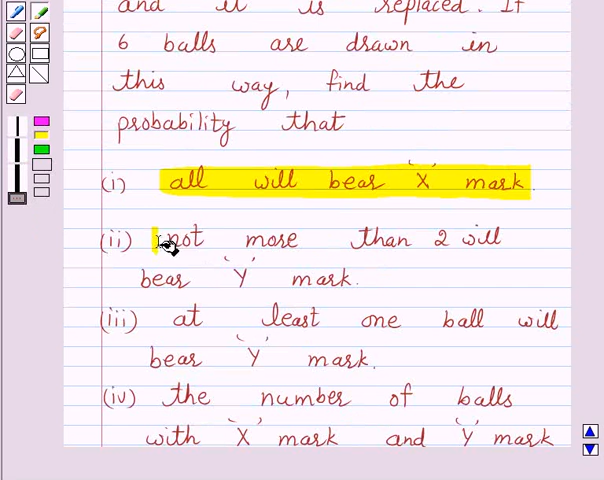 and it is replaced. If
6 balls are drawn in
this way, find the
probability that
(i) all will bear 'X' mark.
(ii) not more than 2 will
bear 'Y' mark.
(iii) at least one ball will
bear 'Y' mark.
(iv) the number of balls
with 'X' mark and 'Y' mark